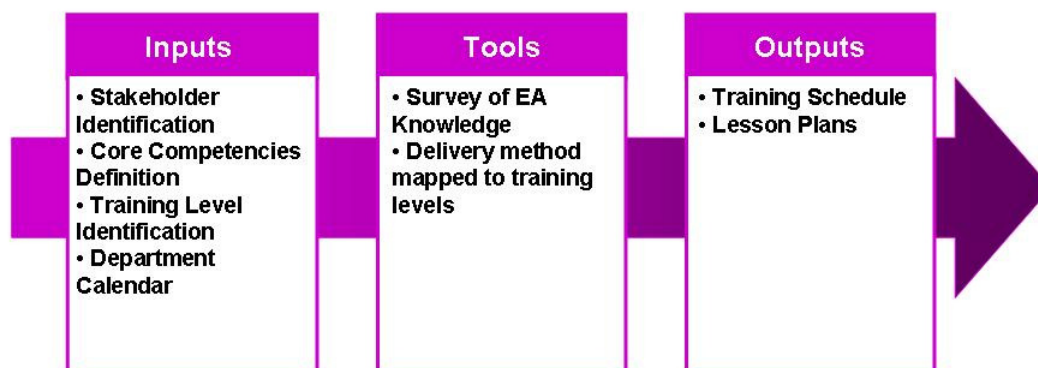 Inputs
• Stakeholder
Identification
• Core Competencies
Definition
• Training Level
Identification
• Department
Calendar
Tools
• Survey of EA
Knowledge
• Delivery method
mapped to training
levels
Outputs
• Training Schedule
• Lesson Plans